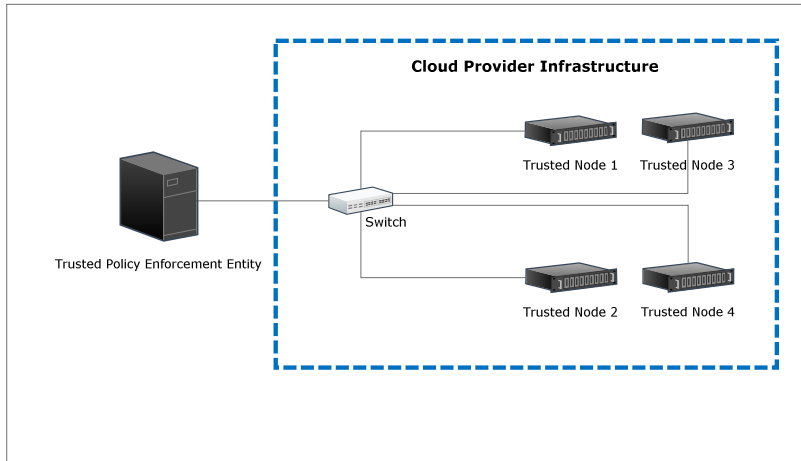 Cloud Provider Infrastructure
Trusted Node 1
Trusted Node 3
Switch
Trusted Policy Enforcement Entity
Trusted Node 2
Trusted Node 4